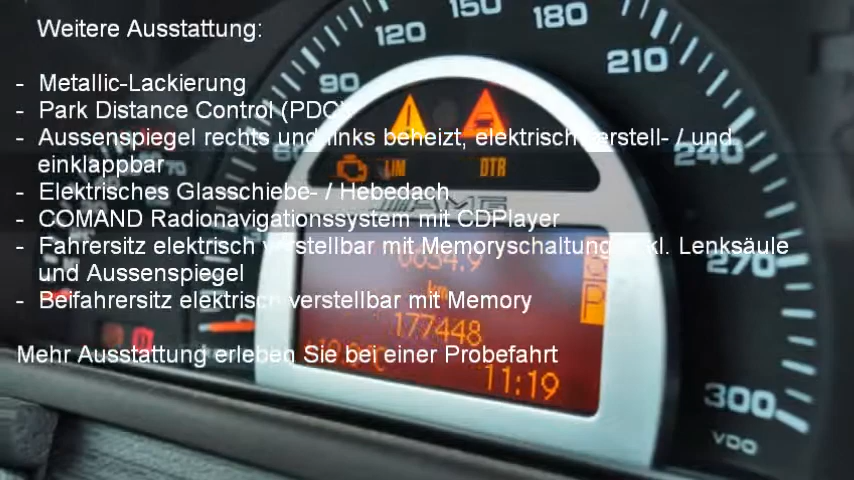 Weitere Ausstattung:
- Metallic-Lackierung
- Park Distance Control (PDC)
- Aussenspiegel rechts und links beheizt, elektrisch verstell- / und
einklappbar
- Elektrisches Glasschiebe- / Hebedach
- COMAND Radionavigationssystem mit CDPlayer
- Fahrersitz elektrisch verstellbar mit Memoryschaltung inkl. Lenksäule
und Aussenspiegel
- Beifahrersitz elektrisch verstellbar mit Memory
Mehr Ausstattung erleben Sie bei einer Probefahrt
90
120
150
180
210
240
270
300
LIM
DTR
AMG
km
177448
11:19
P
VDO